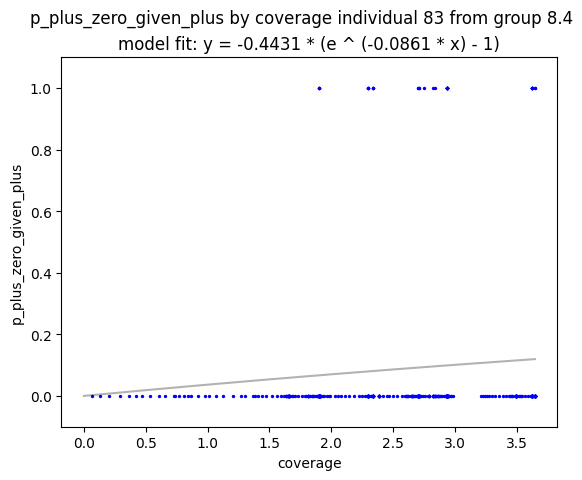 p_plus_zero_given_plus by coverage individual 83 from group 8.4
model fit: y = -0.4431 * (e ^ (-0.0861 * x) - 1)
1.0
0.8
0.6
0.4
0.2
0.0
p_plus_zero_given_plus
0.0 0.5 1.0 1.5 2.0 2.5 3.0 3.5
coverage